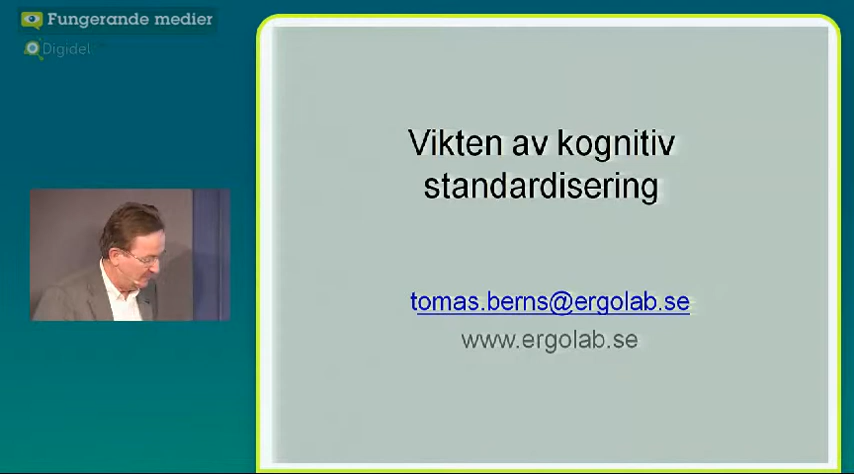 Fungerande medier
Digidel
Vikten av kognitiv
standardisering
tomas.berns@ergolab.se
www.ergolab.se